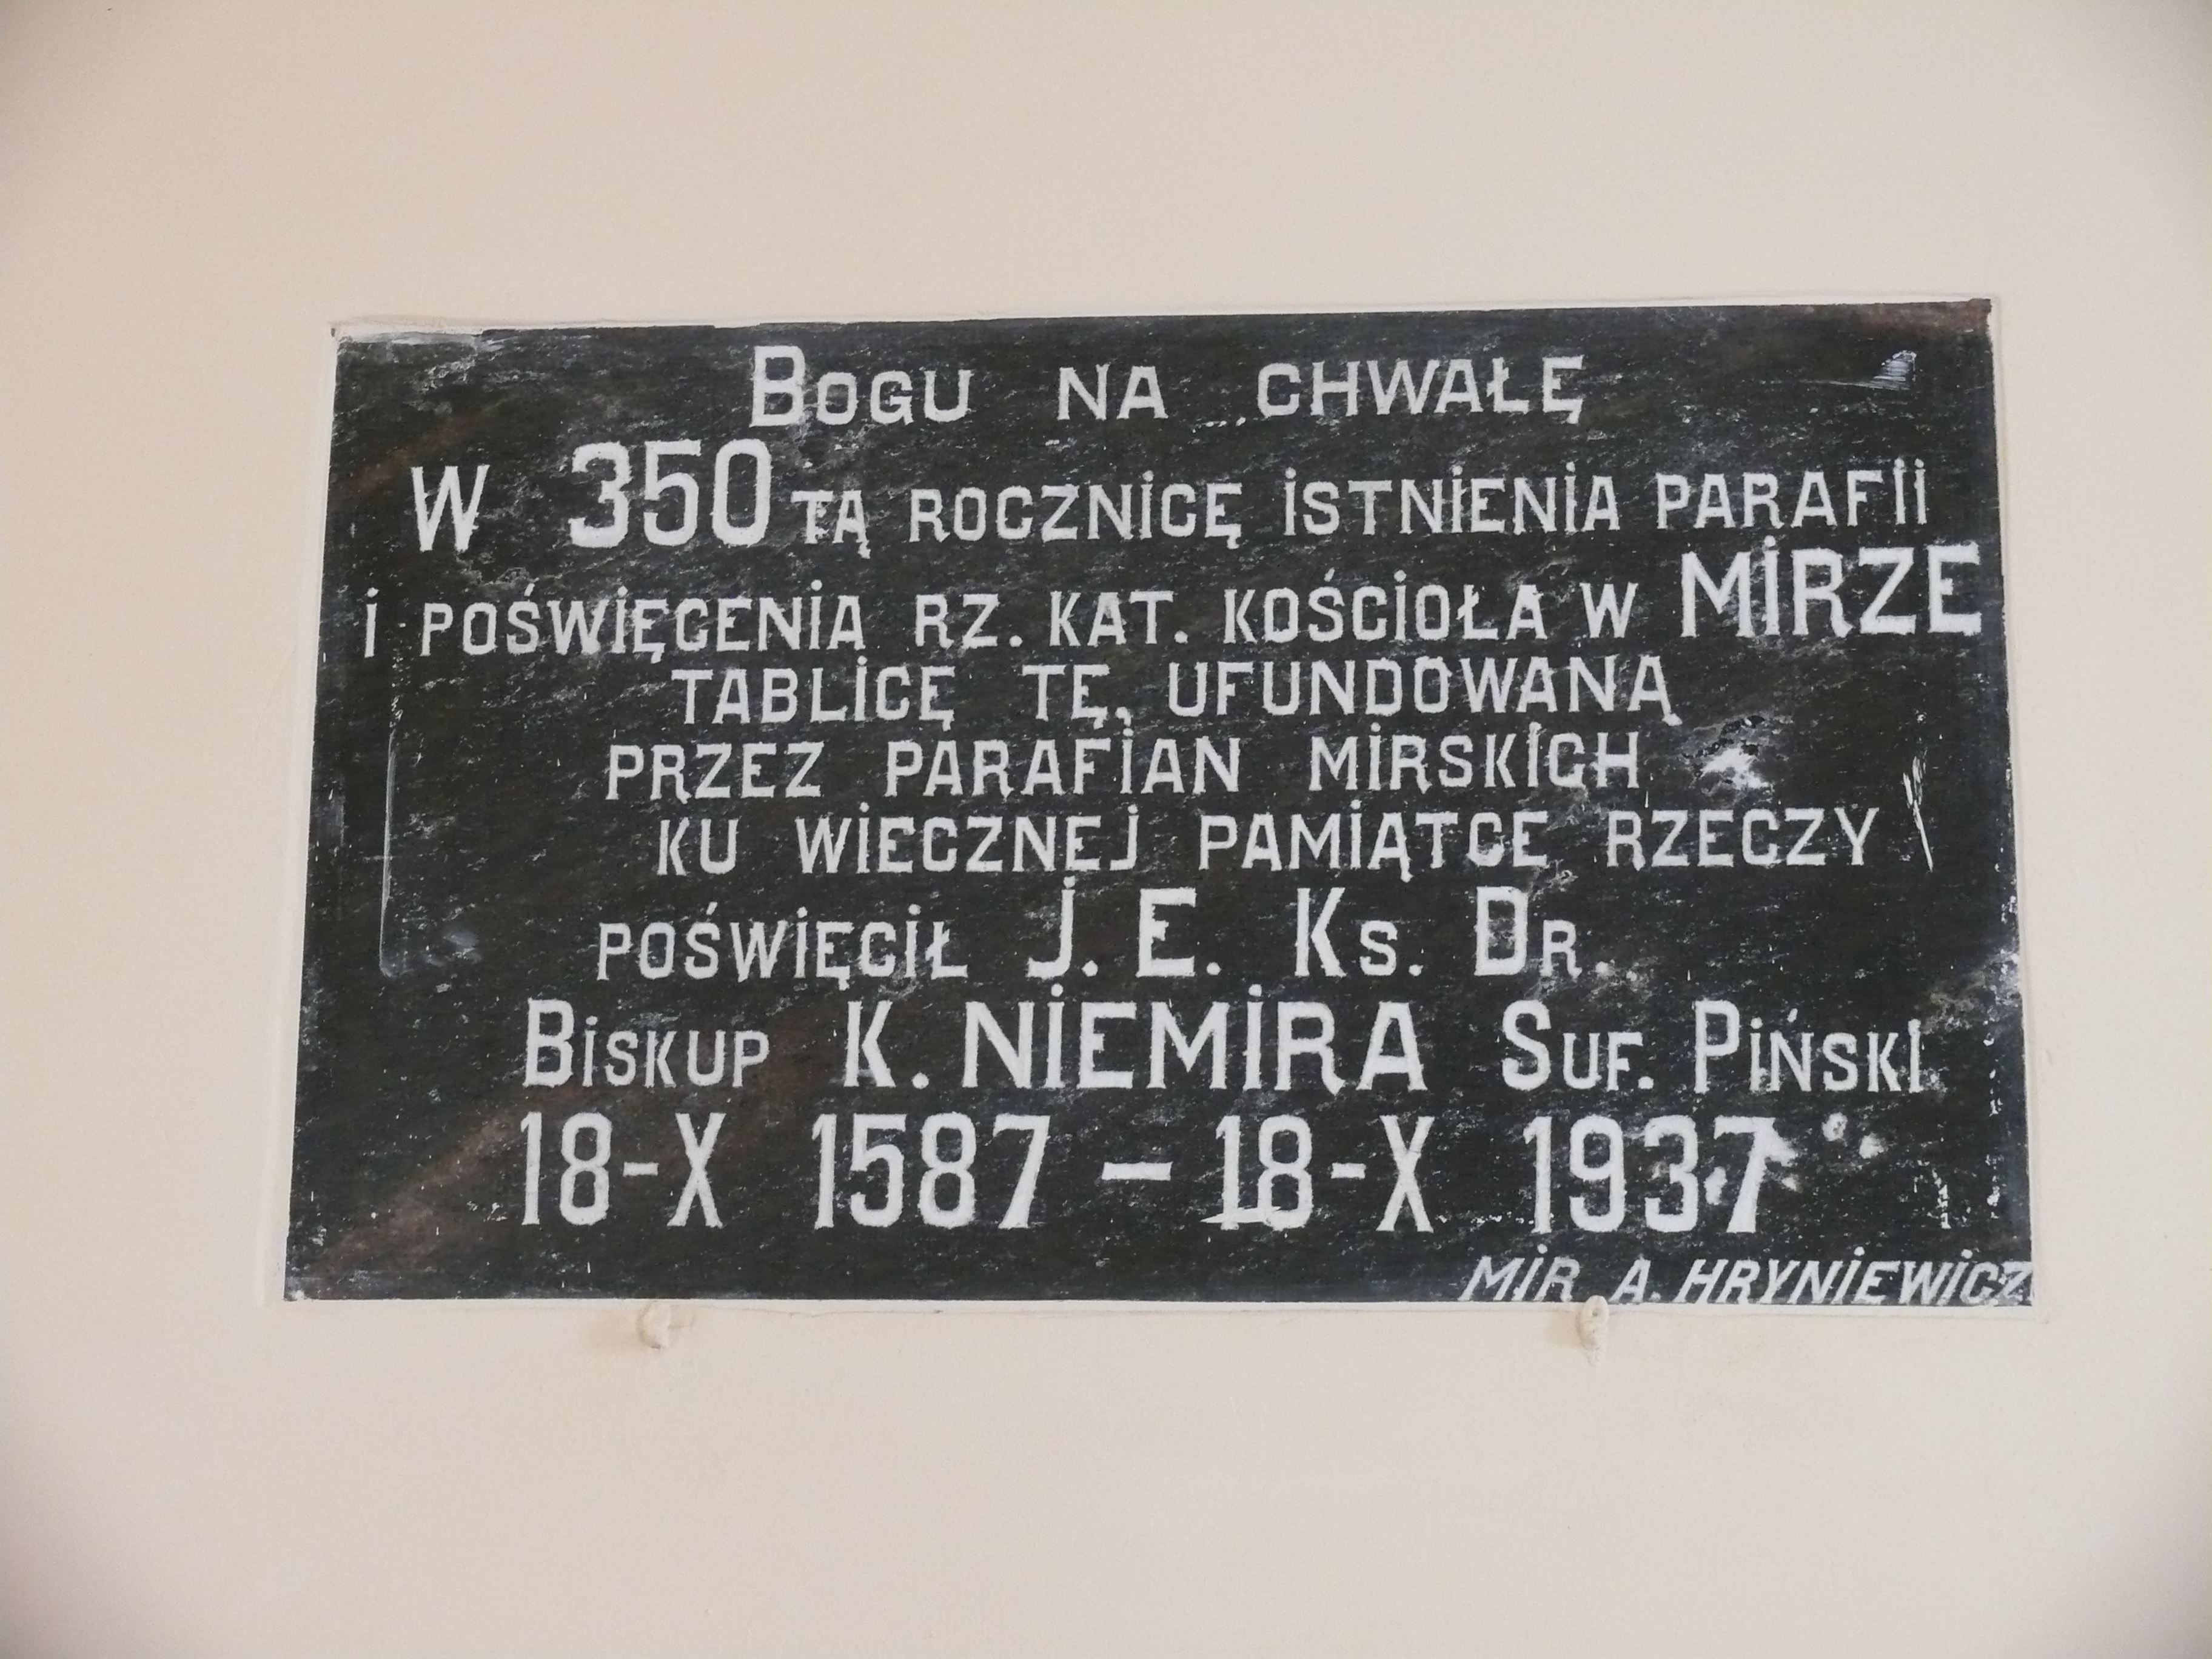 BOGU NA CHWAŁĘ
W 350 TĄ ROCZNICĘ ISTNIENIA PARAFII
I POŚWIĘCENIA RZ. KAT. KOŚCIOŁA W MIRZE
TABLICĘ TĘ, UFUNDOWANĄ
PRZEZ PARAFIAN MIRSKICH
KU WIECZNEJ PAMIĄTCE RZECZY
POŚWIĘCIŁ J. E. KS. DR.
BISKUP K. NIEMIRA SUF. PIŃSKI
18-X 1587 – 18-X 1937
MIR A. HRYNIEWICZ